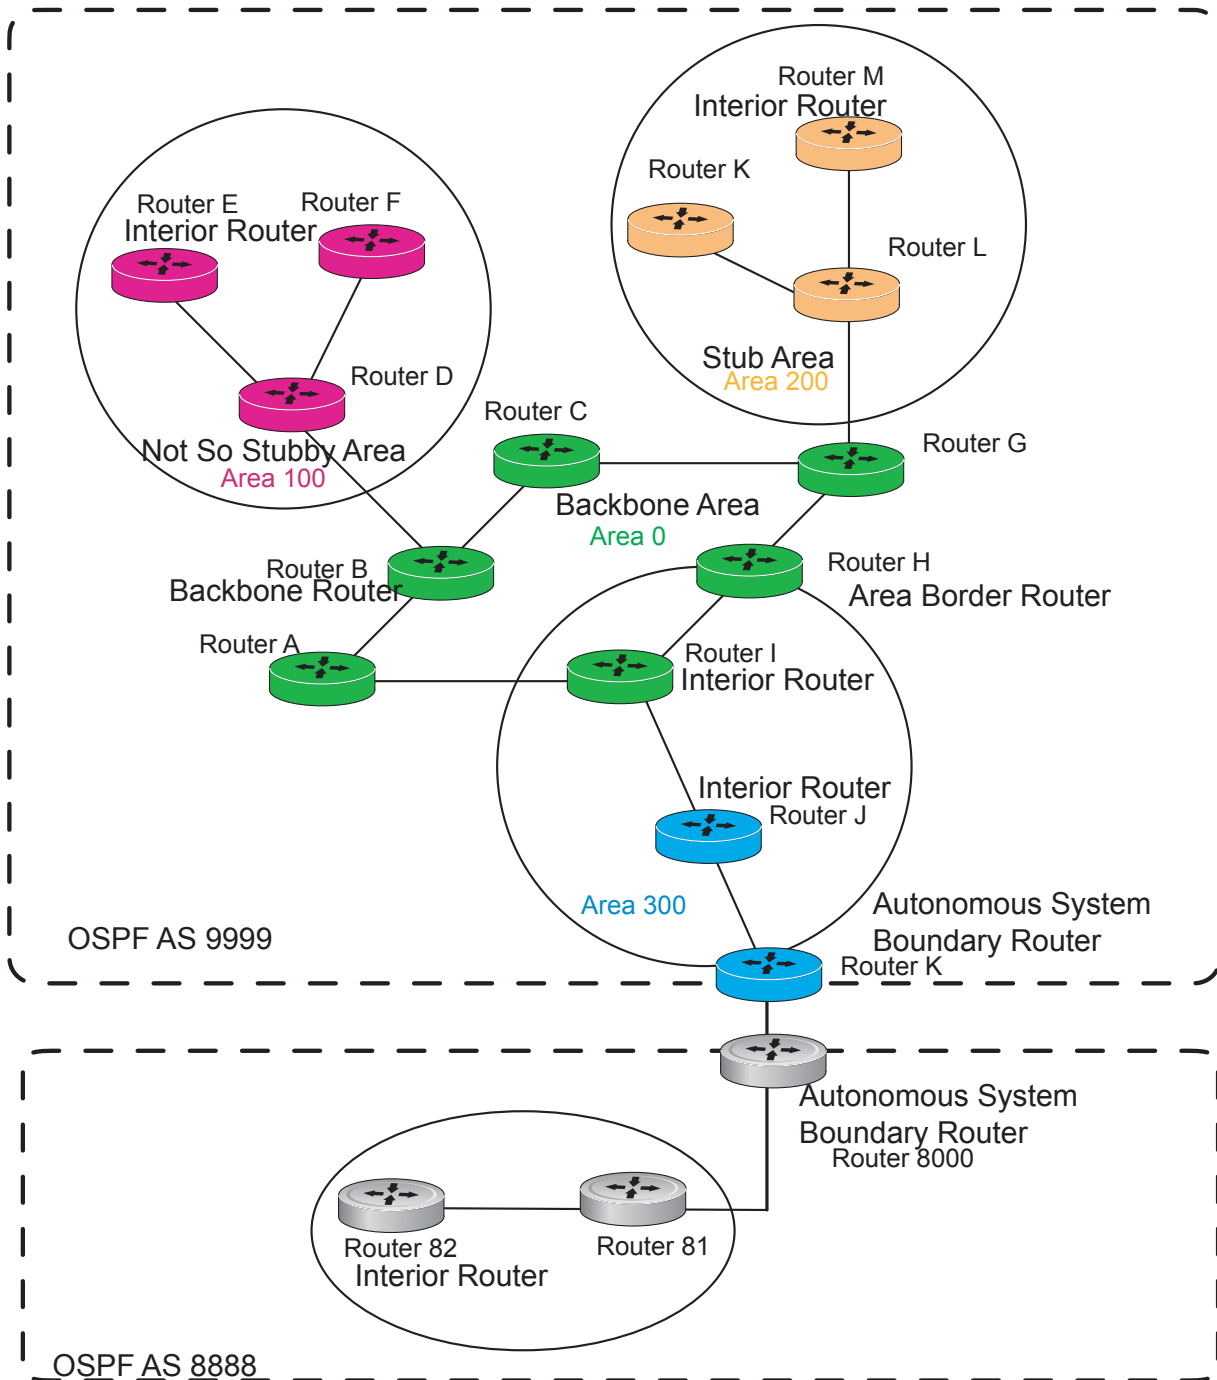 Router M
Interior Router
Router K
Router E
Router F
Interior Router
Router L
Stub Area
Area 200
Router D
Router C
Not So Stubby Area
Area 100
Router G
Backbone Area
Area 0
Router B
Backbone Router
Router H
Area Border Router
Router A
Router I
Interior Router
Interior Router
Router J
Area 300
Autonomous System
Boundary Router
Router K
OSPF AS 9999
Autonomous System
Boundary Router
Router 8000
Router 82
Interior Router
Router 81
OSPF AS 8888